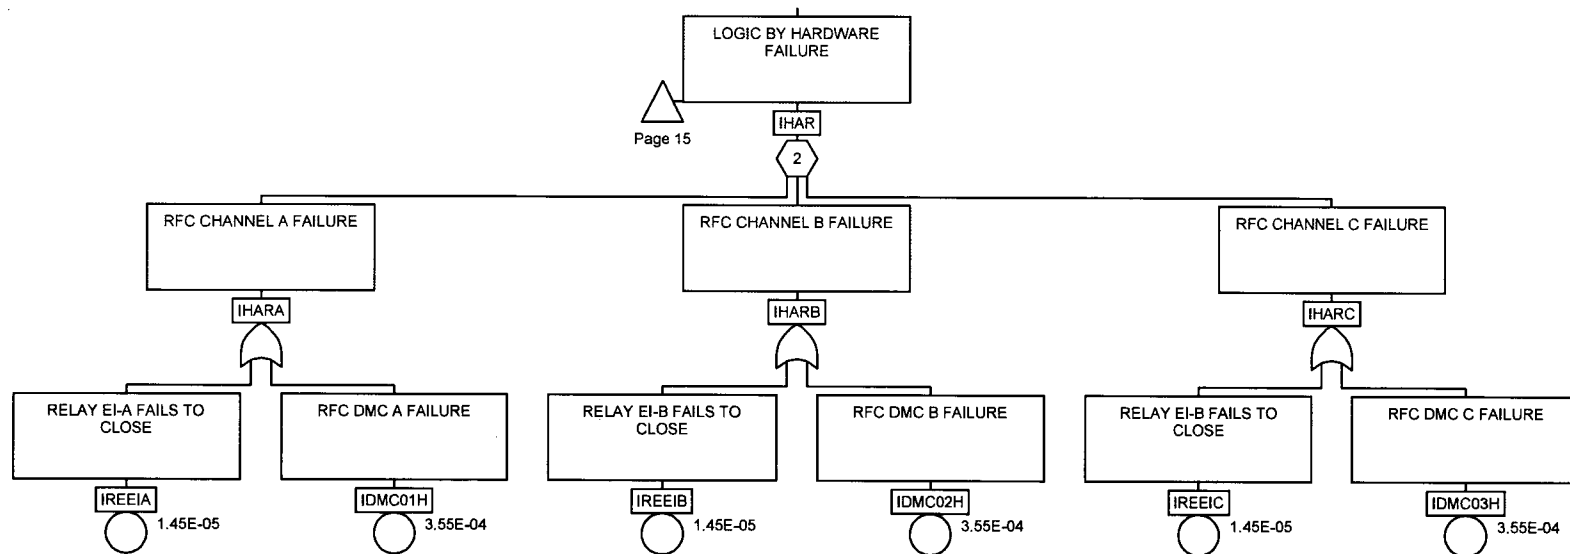 LOGIC BY HARDWARE
FAILURE
Page 15
IHAR
2
RFC CHANNEL A FAILURE
RFC CHANNEL B FAILURE
RFC CHANNEL C FAILURE
IHARA
IHARB
IHARC
RELAY EI-A FAILS TO
CLOSE
RFC DMC A FAILURE
RELAY EI-B FAILS TO
CLOSE
RFC DMC B FAILURE
RELAY EI-B FAILS TO
CLOSE
RFC DMC C FAILURE
IREEIA
1.45E-05
IDMC01H
3.55E-04
IREEIB
1.45E-05
IDMC02H
3.55E-04
IREEIC
1.45E-05
IDMC03H
3.55E-04